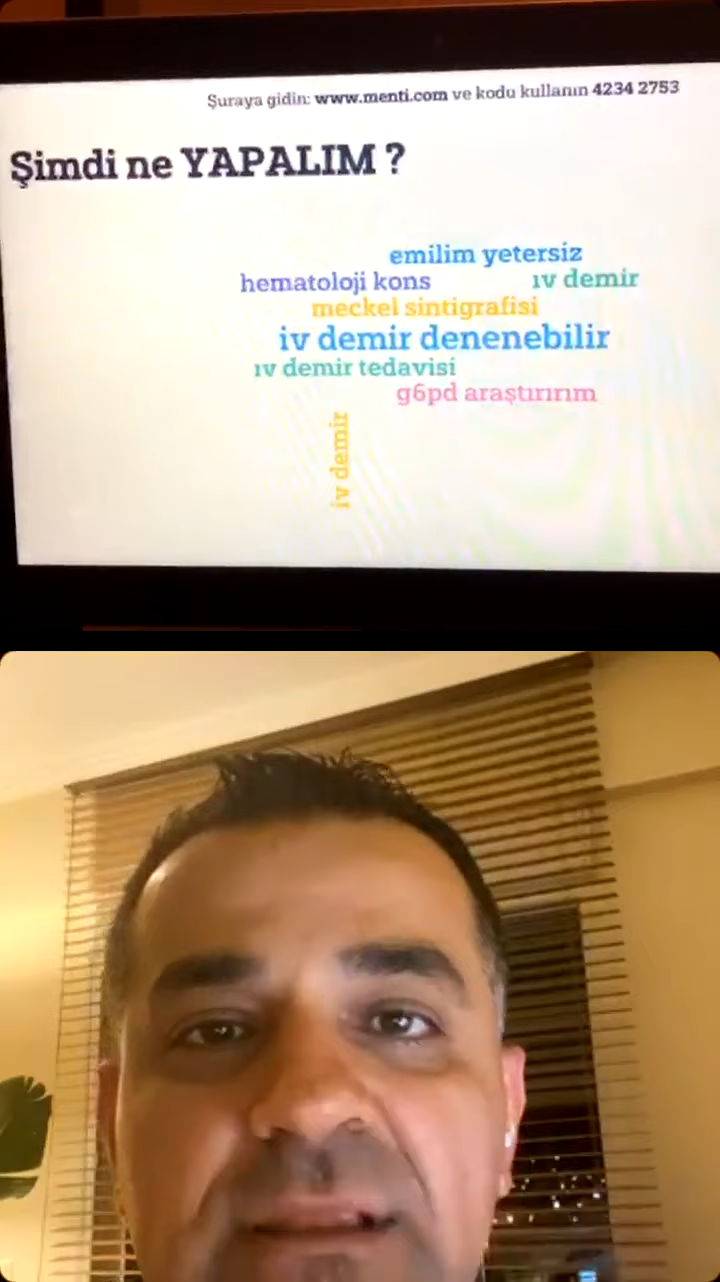 Şuraya gidin: www.menti.com ve kodu kullanın 4234 2753
Şimdi ne YAPALIM ?
emilim yetersiz
hematoloji kons
ıv demir
meckel sintigrafisi
iv demir denenebilir
ıv demir tedavisi
g6pd araştırırım
iv demir